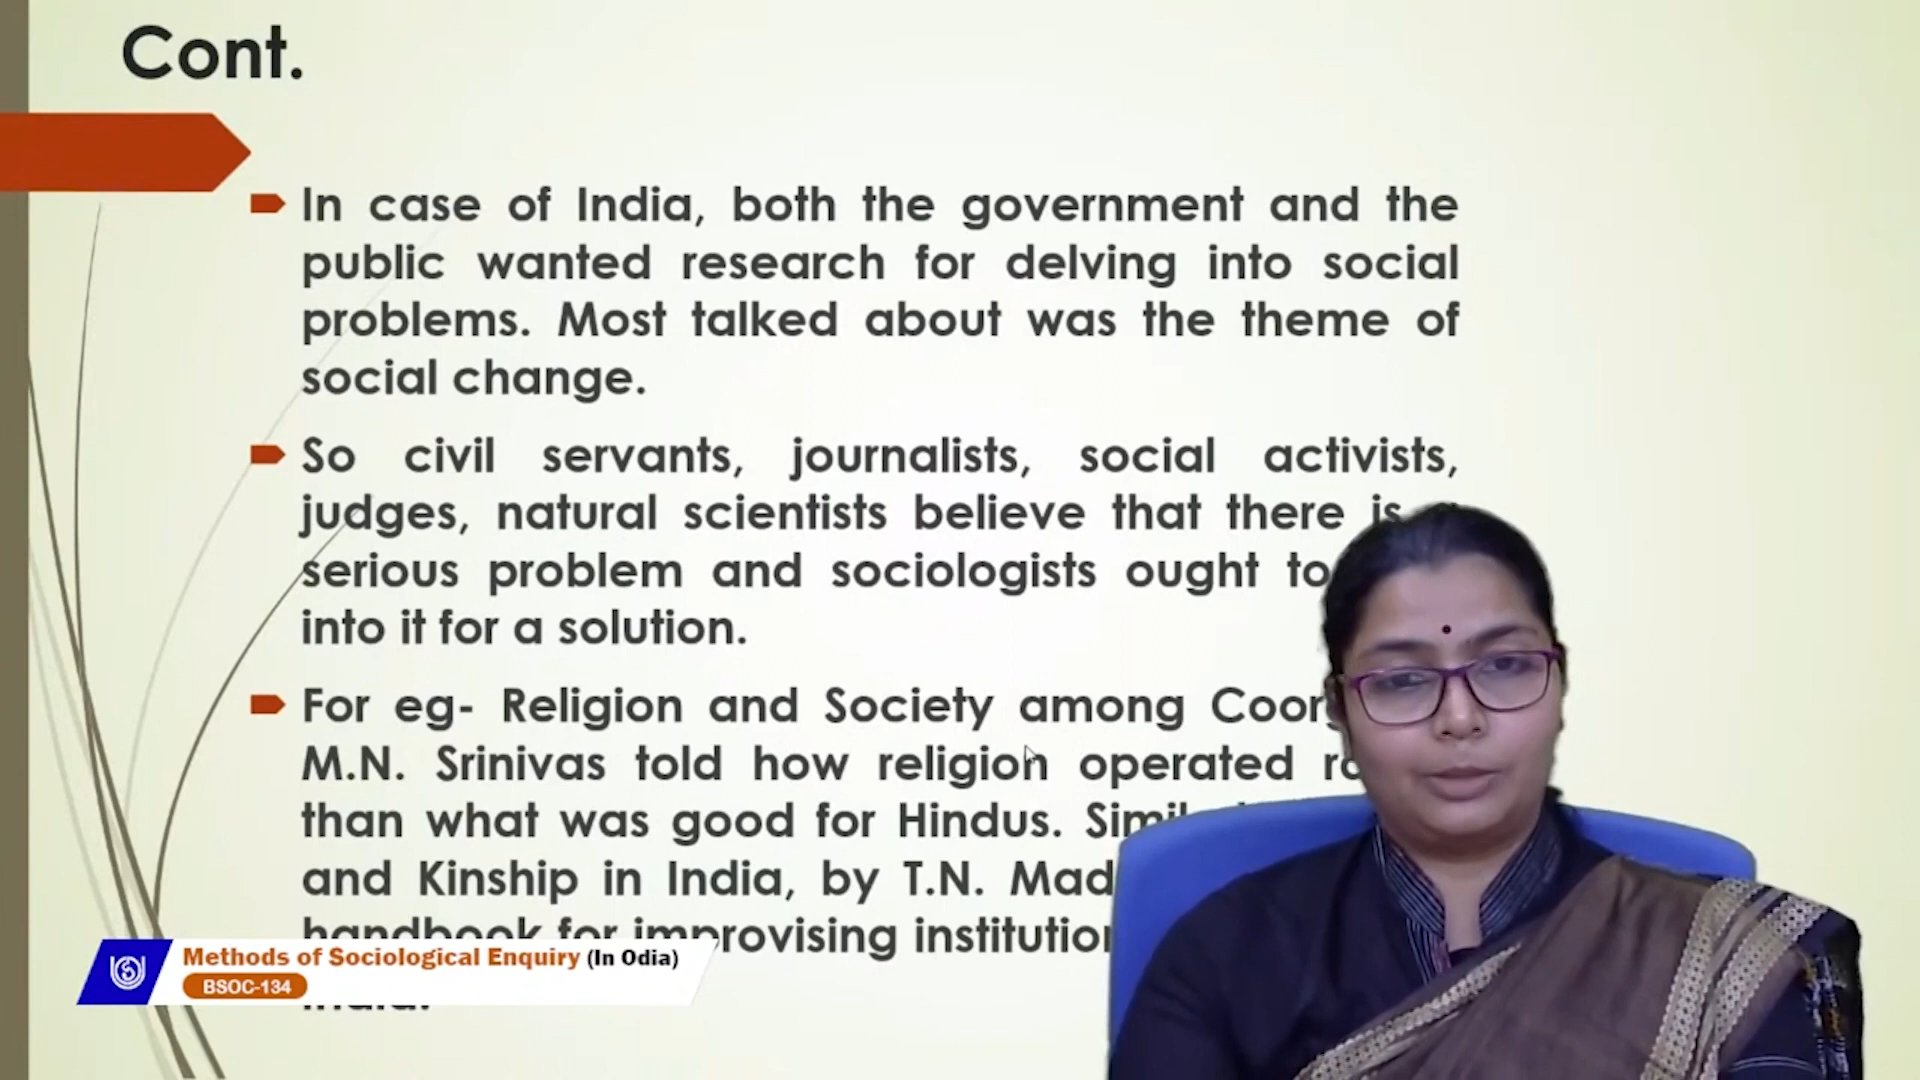 Cont.
In case of India, both the government and the
public wanted research for delving into social
problems. Most talked about was the theme of
social change.
So civil servants, journalists, social activists,
judges, natural scientists believe that there is
serious problem and sociologists ought to
into it for a solution.
For eg- Religion and Society among
M.N. Srinivas told how religion operated
than what was good for Hindus.
and Kinship in India, by T.N.
handbook for improvising
India.
Methods of Sociological Enquiry (In Odia)
BSOC-134